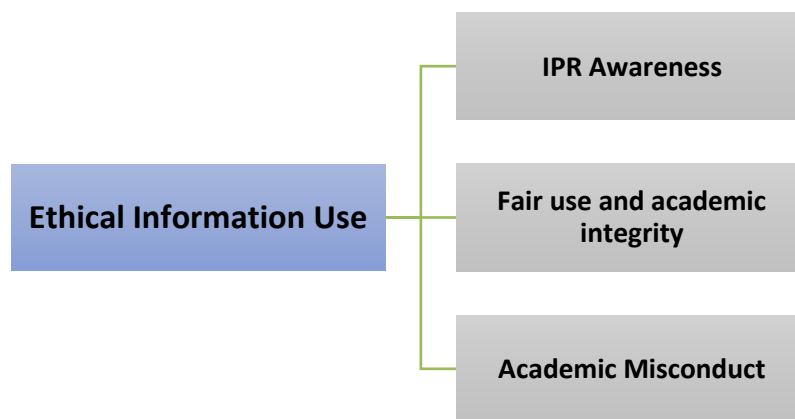 IPR Awareness
Ethical Information Use
Fair use and academic
integrity
Academic Misconduct